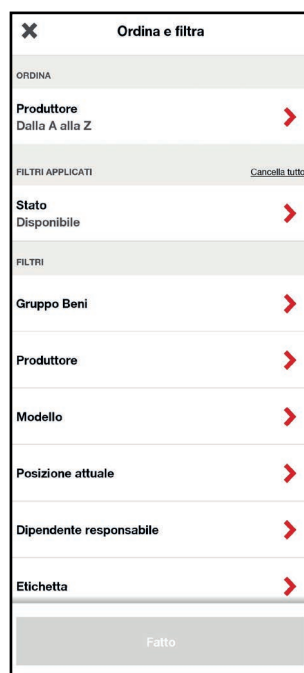 Ordina e filtra
ORDINA
Produttore
Dalla A alla Z
FILTRI APPLICATI Cancella tutto
Stato
Disponibile
FILTRI
Gruppo Beni
Produttore
Modello
Posizione attuale
Dipendente responsabile
Etichetta
Fatto